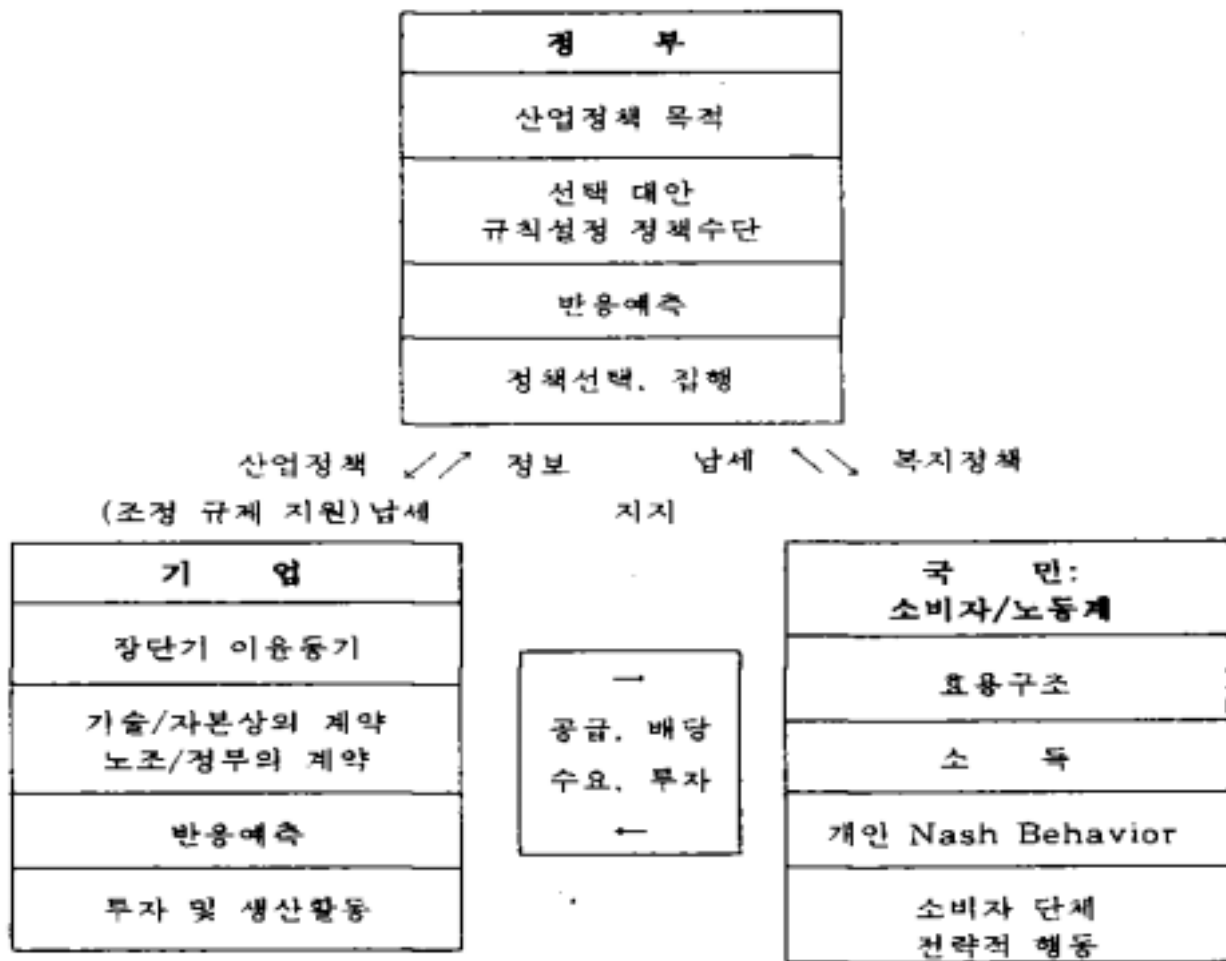 정 부
산업정책 목적
선택 대안
규칙설정 정책수단
반응예측
정책선택, 집행
산업정책 ↙↗ 정보 납세 ↖↘ 복지정책
(조정 규제 지원) 납세 지지
기 업
장단기 이윤동기
기술/자본상의 계약
노조/정부의 계약
반응예측
투자 및 생산활동
→
공급, 배당
수요, 투자
←
국 민:
소비자/노동계
효용구조
소 득
개인 Nash Behavior
소비자 단체
전략적 행동